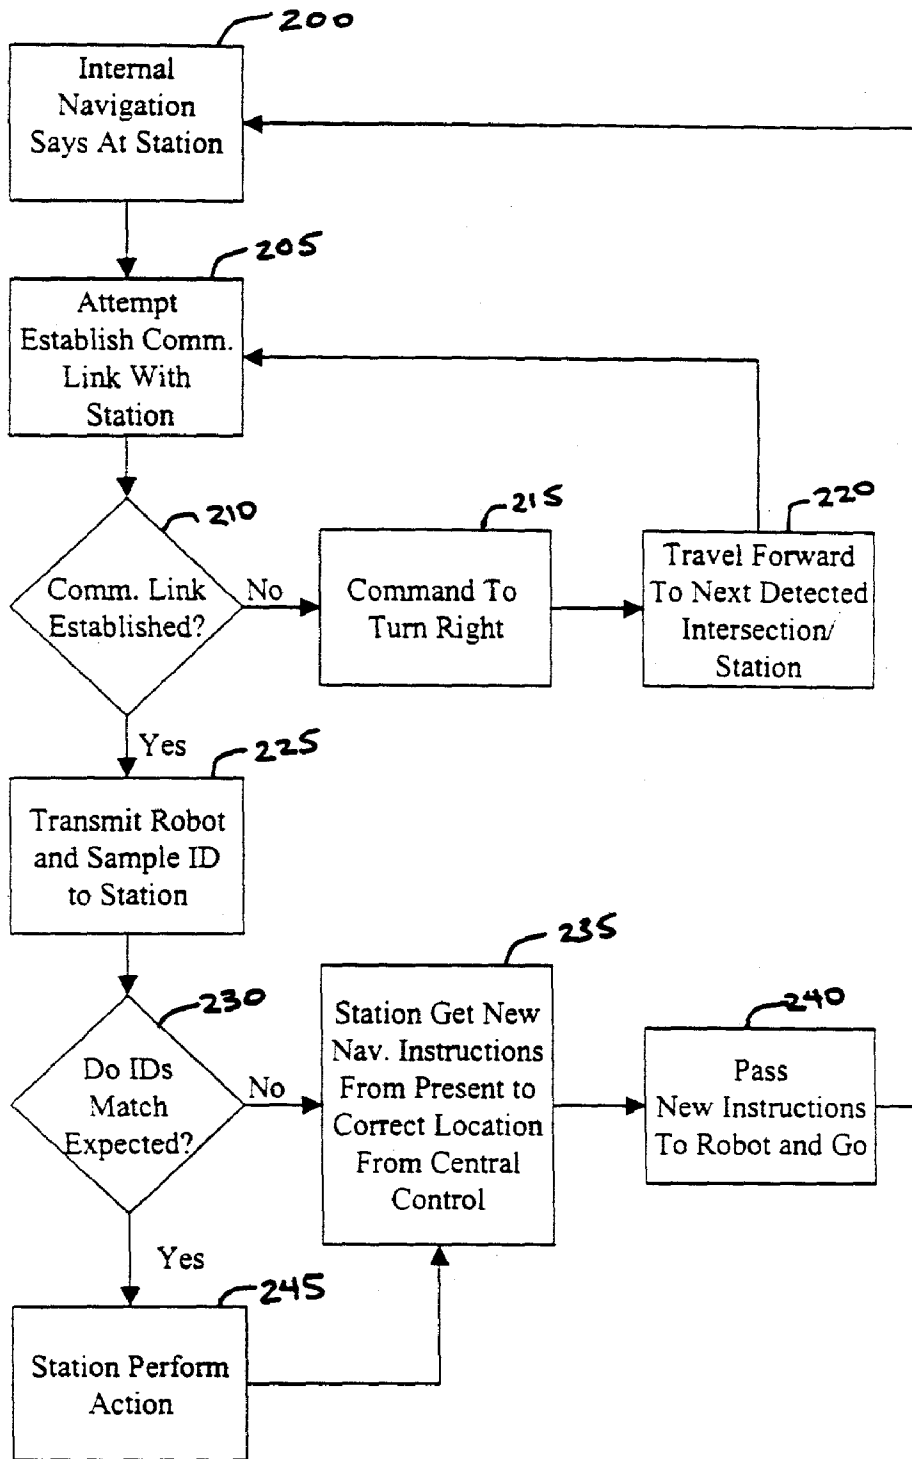 200
Internal
Navigation
Says At Station
205
Attempt
Establish Comm.
Link With
Station
210
Comm. Link
Established?
No
215
Command To
Turn Right
220
Travel Forward
To Next Detected
Intersection/
Station
Yes
225
Transmit Robot
and Sample ID
to Station
230
Do IDs
Match
Expected?
No
235
Station Get New
Nav. Instructions
From Present to
Correct Location
From Central
Control
240
Pass
New Instructions
To Robot and Go
Yes
245
Station Perform
Action